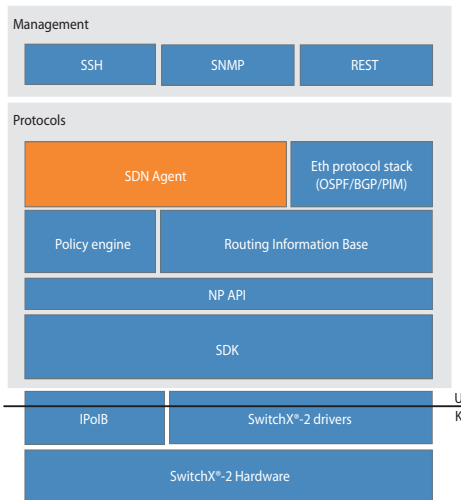 Management
SSH
SNMP
REST
Protocols
SDN Agent
Eth protocol stack
(OSPF/BGP/PIM)
Policy engine
Routing Information Base
NP API
SDK
U
K
IPoIB
SwitchX®-2 drivers
SwitchX®-2 Hardware